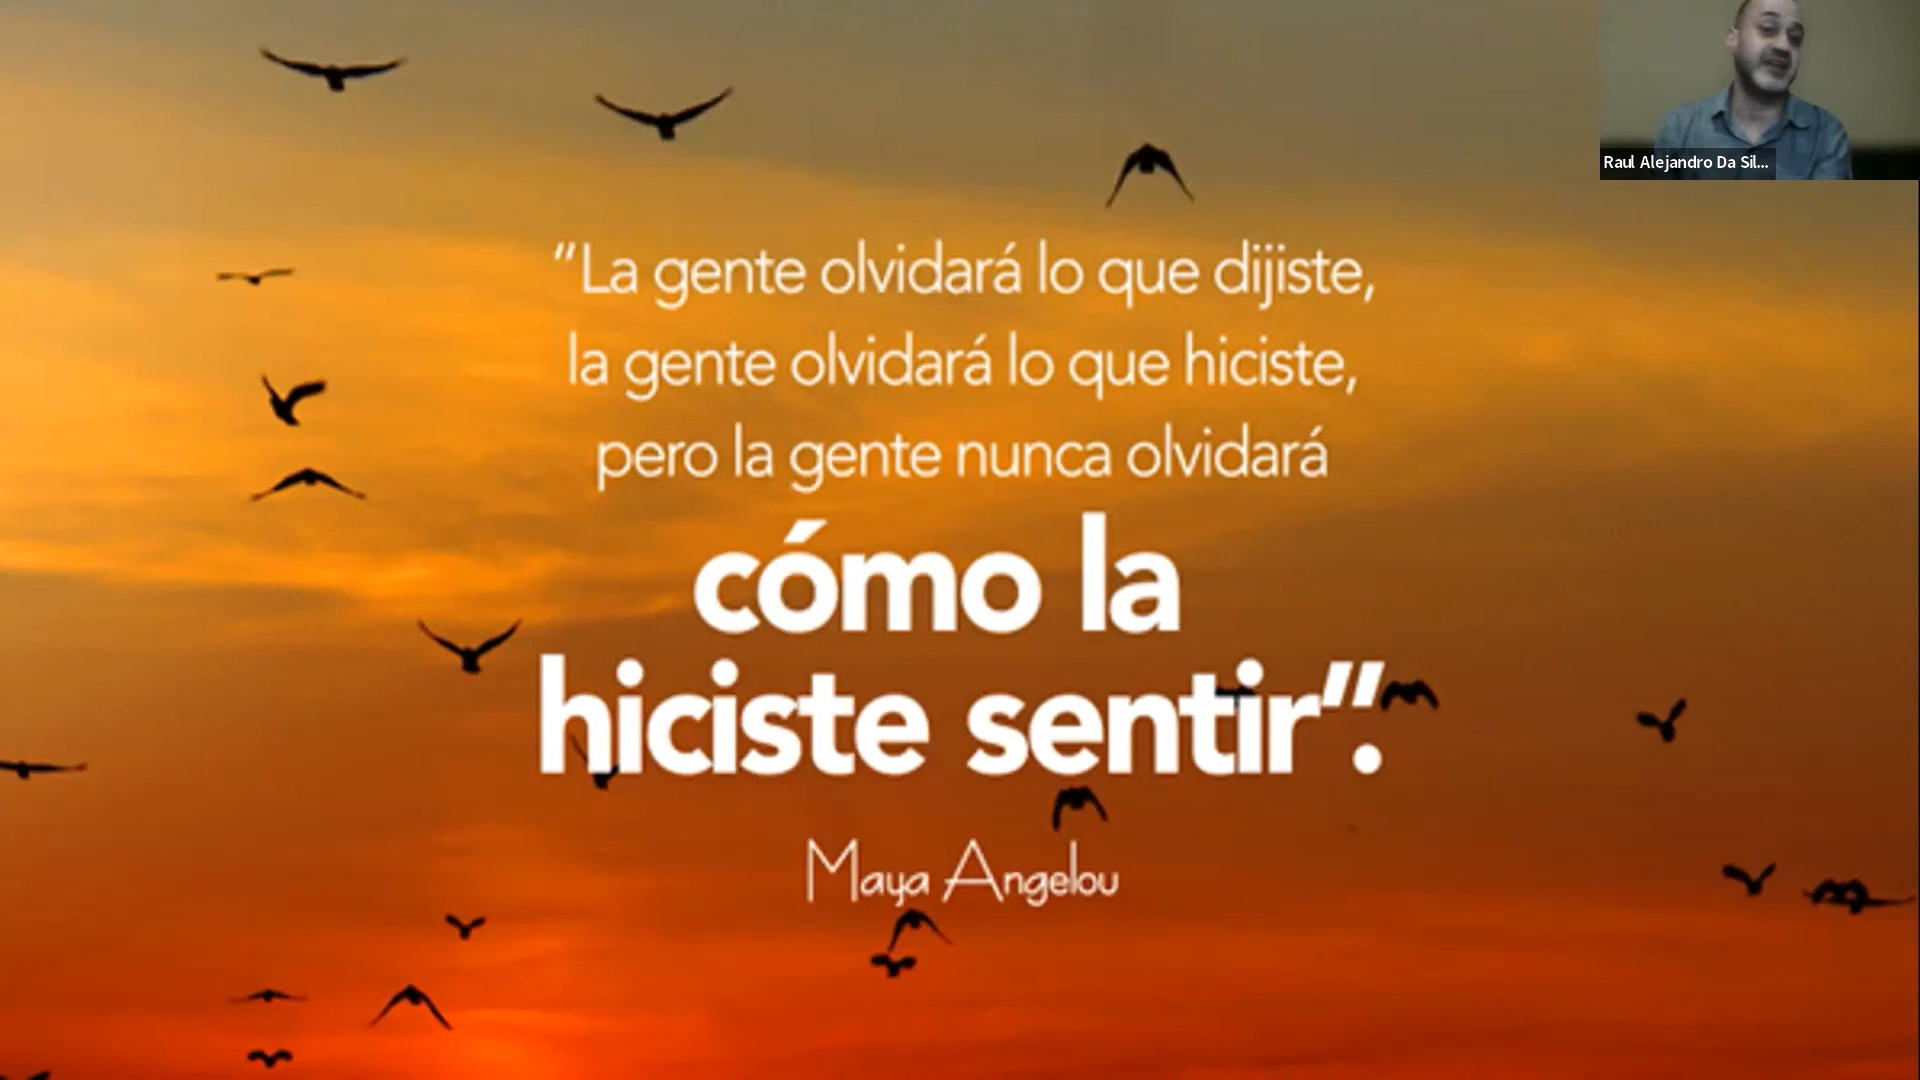 Raul Alejandro Da Sil...
“La gente olvidará lo que dijiste,
la gente olvidará lo que hiciste,
pero la gente nunca olvidará
cómo la
hiciste sentir”.
Maya Angelou